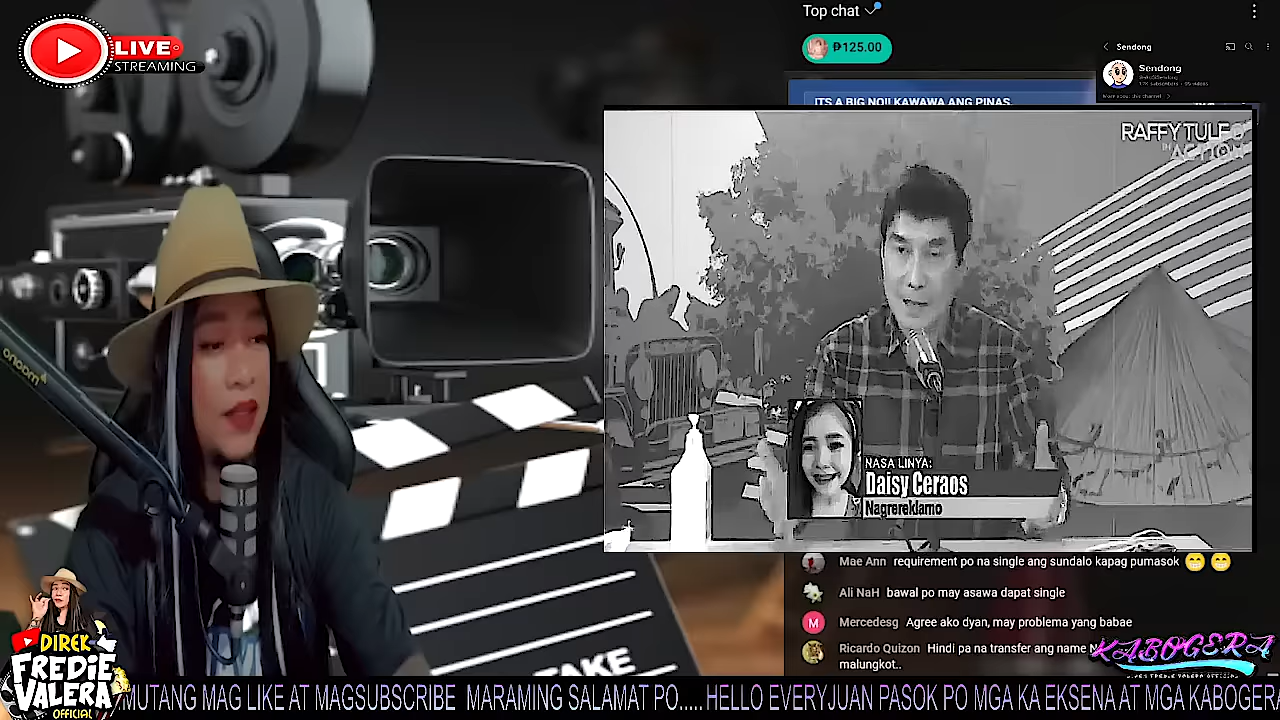 LIVE
STREAMING
Top chat
₱125.00
Sendong
Sendong
ITS A BIG NO!! KAWAWA ANG PINAS.
RAFFY TULFO
IN ACTION
maono
NASA LINYA:
Daisy Ceraos
Nagrereklamo
Mae Ann requirement po na single ang sundalo kapag pumasok
Ali NaH bawal po may asawa dapat single
Mercedesg Agree ako dyan, may problema yang babae
Ricardo Quizon Hindi pa na transfer ang name
malungkot..
TAKE
KABOGERA
DIREK
FREDIE
VALERA
OFFICIAL
MUTANG MAG LIKE AT MAGSUBSCRIBE MARAMING SALAMAT PO.....HELLO EVERYJUAN PASOK PO MGA KA EKSENA AT MGA KABOGERA